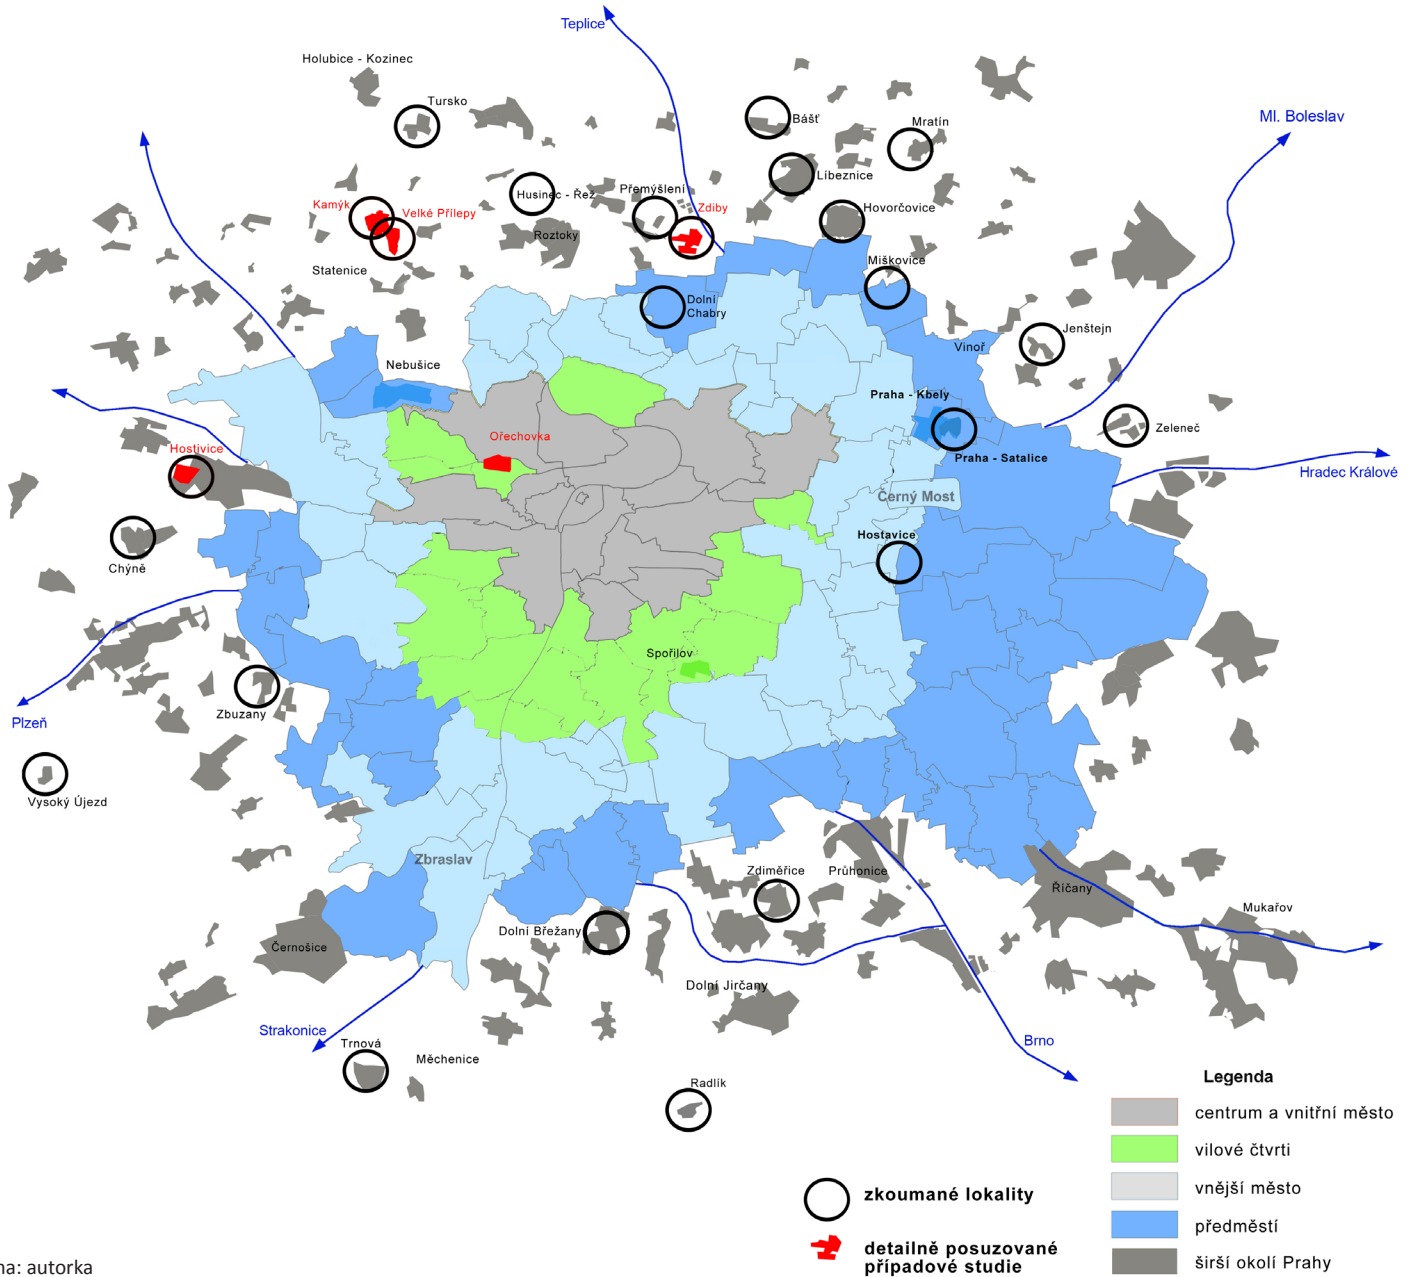 Teplice
Holubice - Kozinec
Tursko
Bášť
Mratín
Ml. Boleslav
Líbeznice
Husinec - Řež
Přemyšlení
Kamýk
Velké Přílepy
Zdiby
Hovorčovice
Roztoky
Statenice
Miškovice
Dolní
Chabry
Jenštejn
Vinoř
Nebušice
Praha - Kbely
Zeleneč
Ořechovka
Hostivice
Praha - Satalice
Hradec Králové
Černý Most
Hostavice
Chýně
Spořilov
Zbuzany
Plzeň
Vysoký Újezd
Zbraslav
Zdiměřice
Průhonice
Říčany
Mukařov
Dolní Břežany
Černošice
Dolní Jirčany
Strakonice
Trnová
Měchenice
Brno
Radlík
Legenda
centrum a vnitřní město
vilové čtvrti
vnější město
předměstí
širší okolí Prahy
zkoumané lokality
detailně posuzované
případové studie
na: autorka